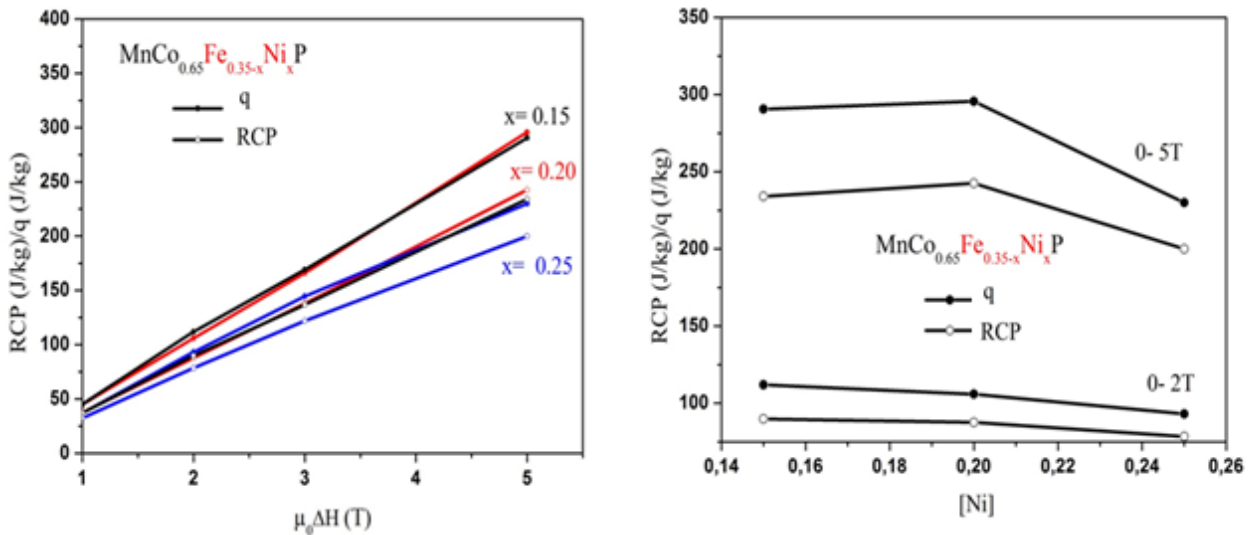 400
350
300
250
200
150
100
50
0
RCP (J/kg)/q (J/kg)
MnCo0.65Fe0.35-xNixP
q
RCP
x= 0.15
x= 0.20
x= 0.25
1 2 3 4 5
μ0ΔH (T)
350
300
250
200
150
100
RCP (J/kg)/q (J/kg)
0- 5T
MnCo0.65Fe0.35-xNixP
q
RCP
0- 2T
0,14 0,16 0,18 0,20 0,22 0,24 0,26
[Ni]